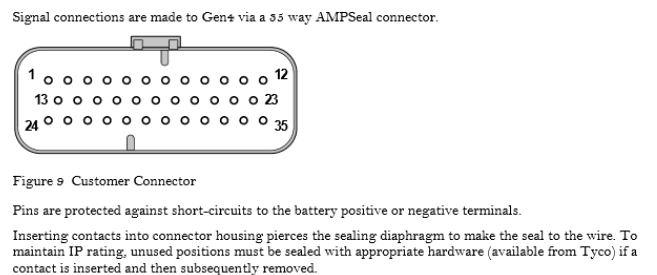 Signal connections are made to Gen4 via a 35 way AMPSeal connector.
1 12
13 23
24 35
Figure 9 Customer Connector
Pins are protected against short-circuits to the battery positive or negative terminals.
Inserting contacts into connector housing pierces the sealing diaphragm to make the seal to the wire. To
maintain IP rating, unused positions must be sealed with appropriate hardware (available from Tyco) if a
contact is inserted and then subsequently removed.